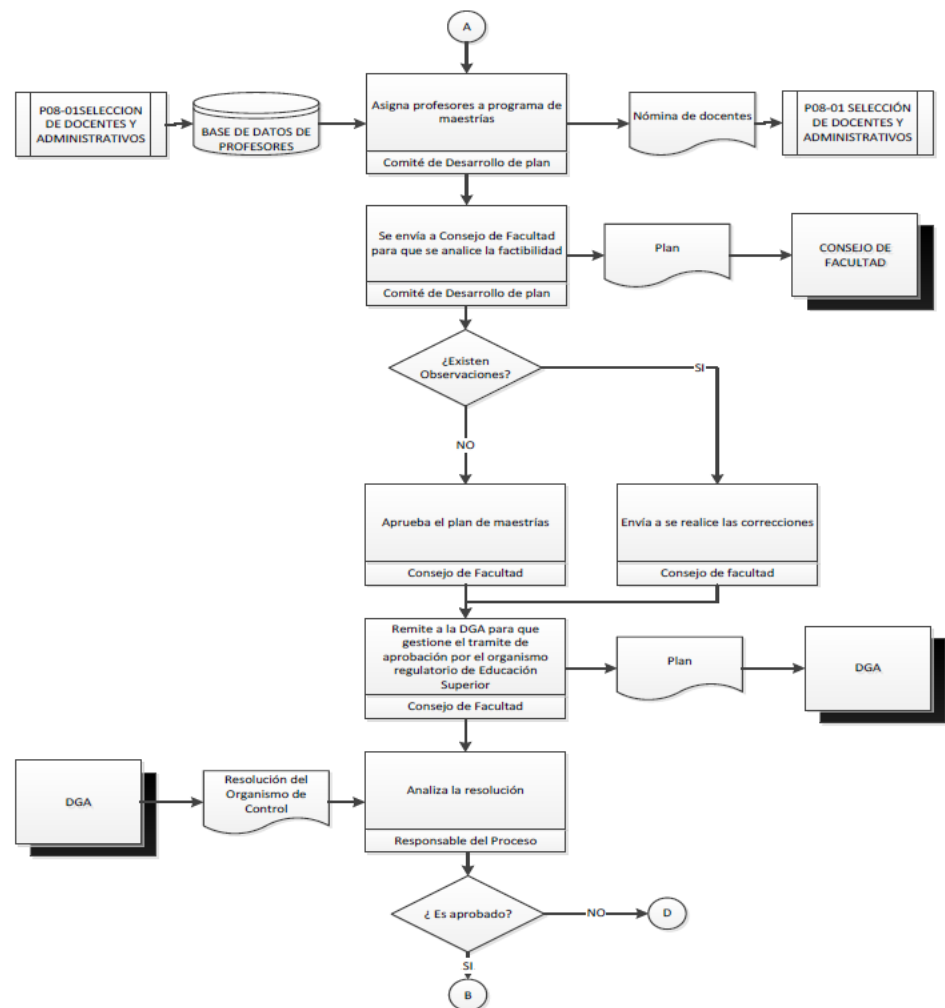 A
P08-01SELECCION
DE DOCENTES Y
ADMINISTRATIVOS
BASE DE DATOS DE
PROFESORES
Asigna profesores a programa de
maestrías
Comité de Desarrollo de plan
Nómina de docentes
P08-01 SELECCIÓN
DE DOCENTES Y
ADMINISTRATIVOS
Se envía a Consejo de Facultad
para que se analice la factibilidad
Comité de Desarrollo de plan
Plan
CONSEJO DE
FACULTAD
¿Existen
Observaciones?
SI
NO
Aprueba el plan de maestrías
Consejo de Facultad
Envía a se realice las correcciones
Consejo de facultad
Remite a la DGA para que
gestione el tramite de
aprobación por el organismo
regulatorio de Educación
Superior
Consejo de Facultad
Plan
DGA
DGA
Resolución del
Organismo de
Control
Analiza la resolución
Responsable del Proceso
¿ Es aprobado?
NO
D
SI
B